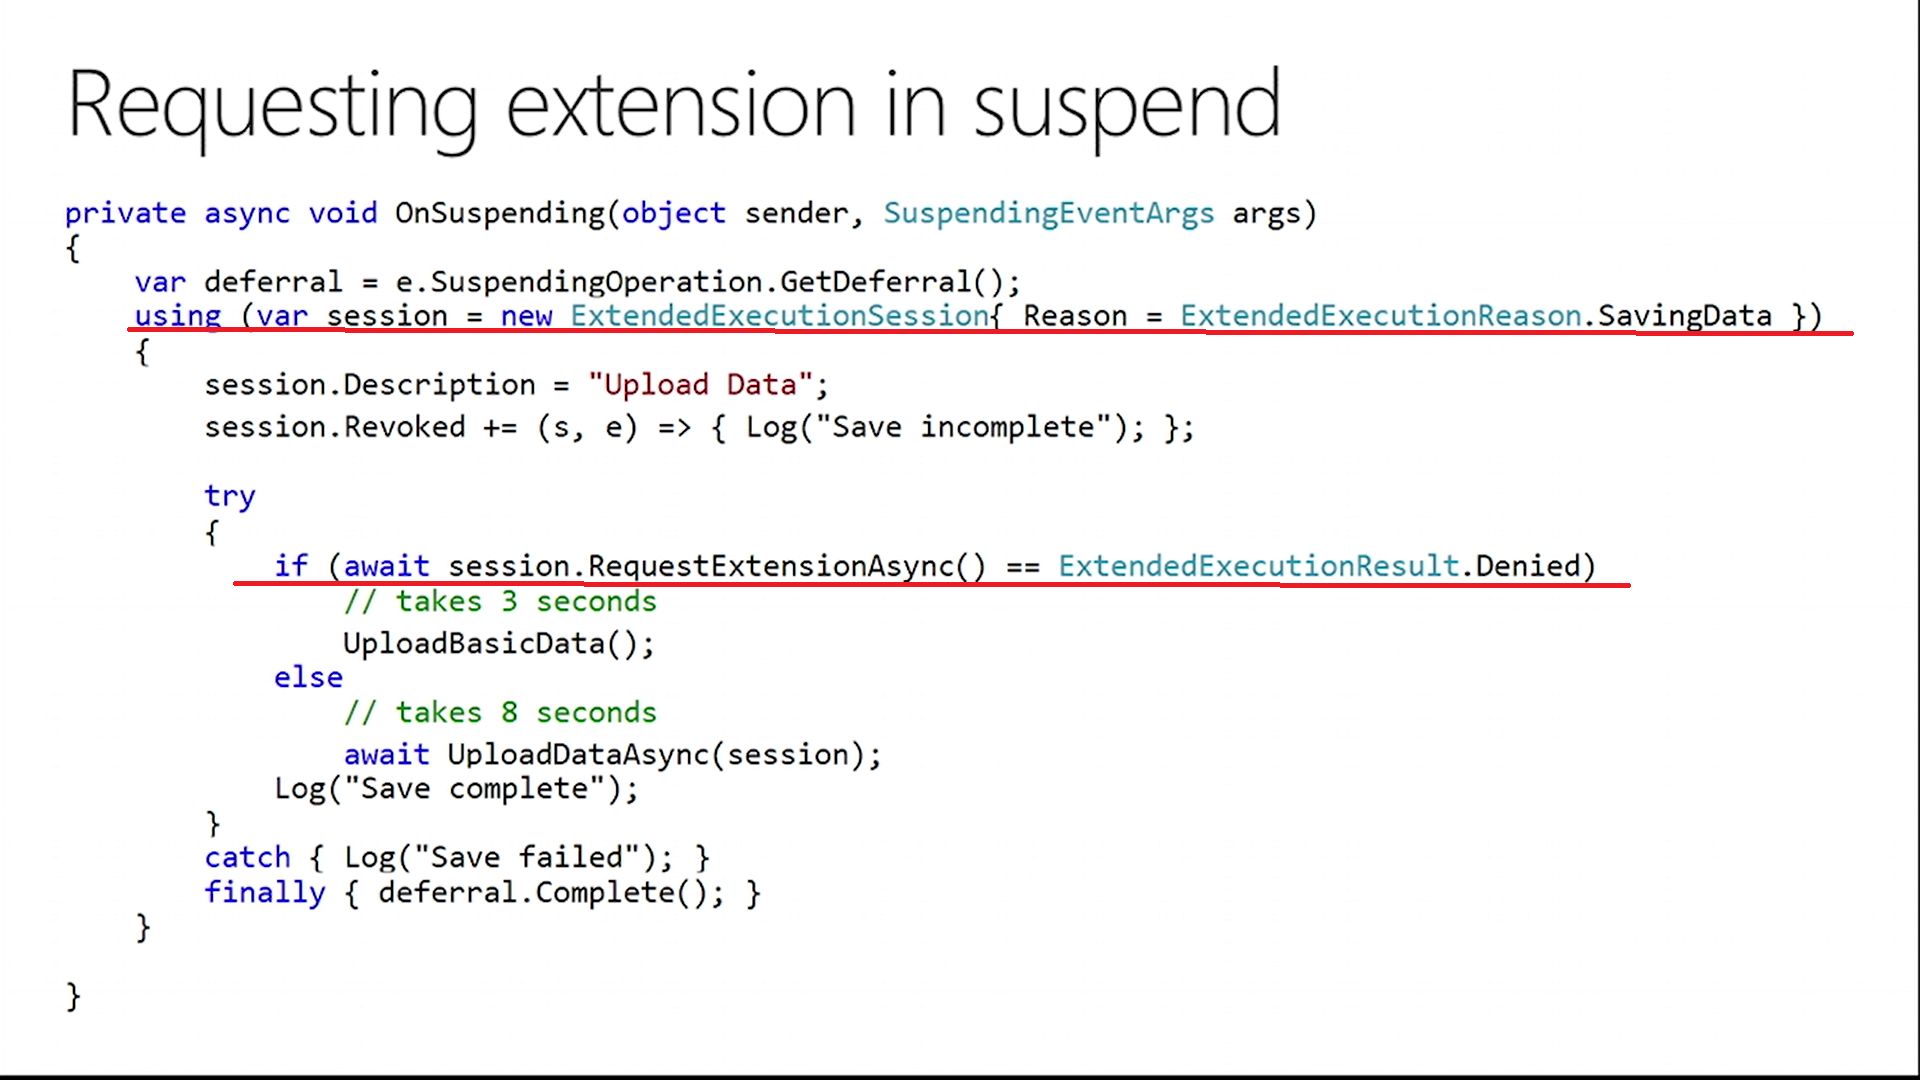 Requesting extension in suspend
private async void OnSuspending(object sender, SuspendingEventArgs args)
{
var deferral = e.SuspendingOperation.GetDeferral();
using (var session = new ExtendedExecutionSession{ Reason = ExtendedExecutionReason.SavingData })
{
session.Description = "Upload Data";
session.Revoked += (s, e) => { Log("Save incomplete"); };
try
{
if (await session.RequestExtensionAsync() == ExtendedExecutionResult.Denied)
// takes 3 seconds
UploadBasicData();
else
// takes 8 seconds
await UploadDataAsync(session);
Log("Save complete");
}
catch { Log("Save failed"); }
finally { deferral.Complete(); }
}
}